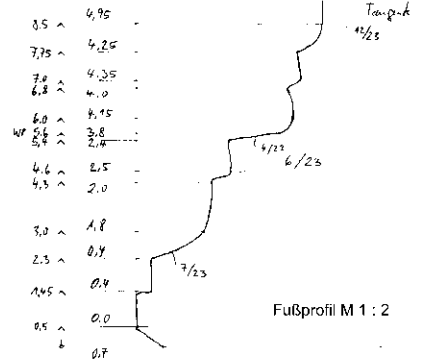 8.5 ^ 4,95
Tangente
12/23
7,75 ^ 4.25
7.0 ^ 4.35
6,8 ^ 4.0
6.0 ^ 4,15
WP 5.6 ^ 3,8
5,4 ^ 2,4
4/22
6/23
4.6 ^ 2,5
4,3 ^ 2.0
3,0 ^ 1,8
2.3 ^ 0,4
7/23
1,45 ^ 0.4
Fußprofil M 1 : 2
0,5 ^ 0.0
0,7